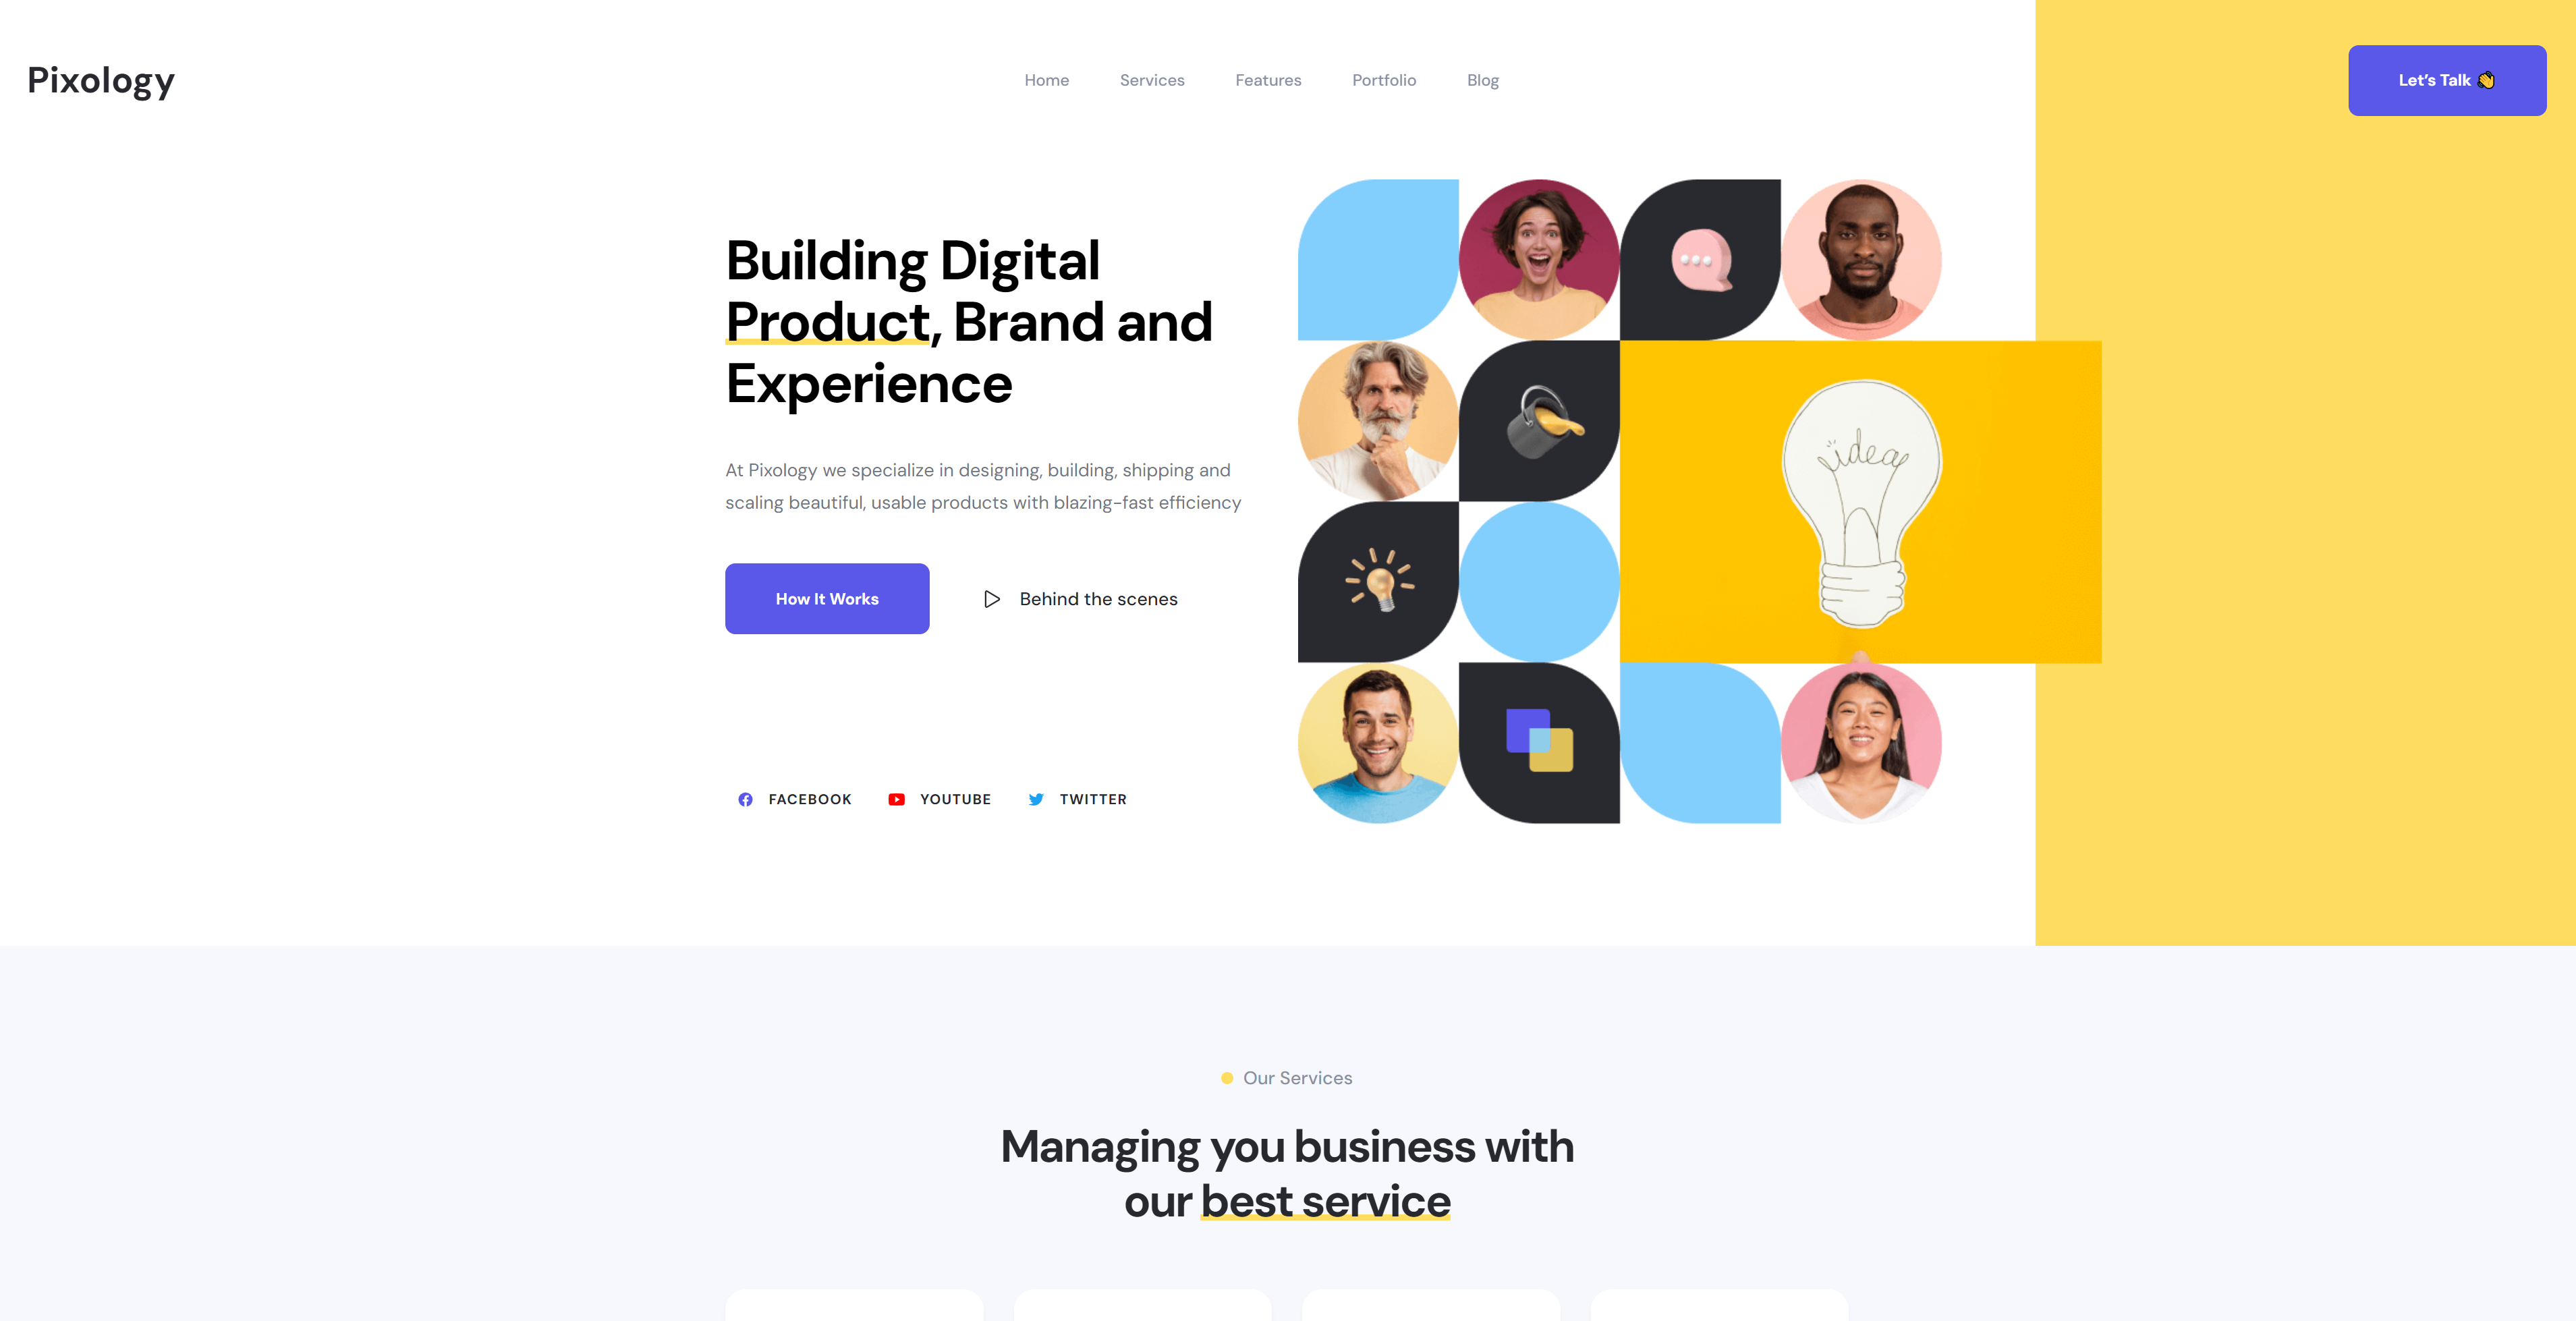 Pixology
Home
Services
Features
Portfolio
Blog
Let's Talk 👋
Building Digital
Product, Brand and
Experience
At Pixology we specialize in designing, building, shipping and
scaling beautiful, usable products with blazing-fast efficiency
How It Works
Behind the scenes
idea
FACEBOOK
YOUTUBE
TWITTER
Our Services
Managing you business with
our best service